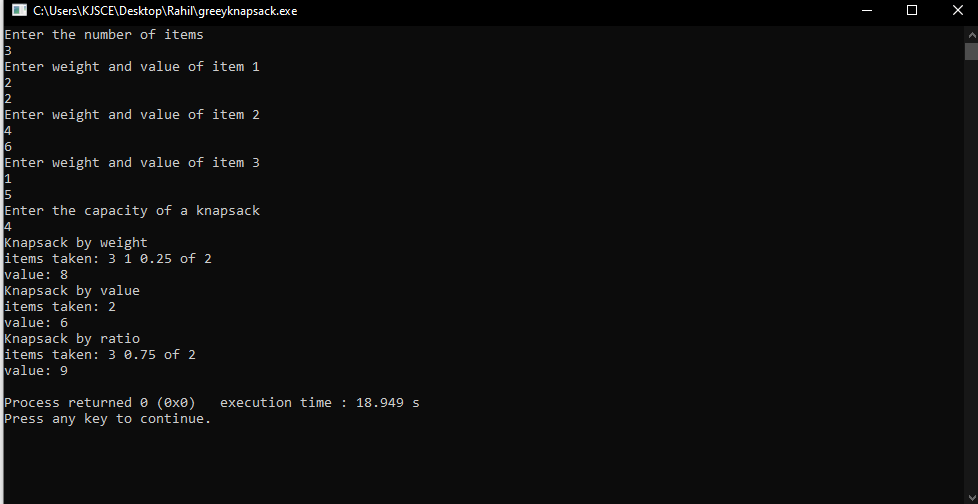 C:\Users\KJSCE\Desktop\Rahil\greeyknapsack.exe
Enter the number of items
3
Enter weight and value of item 1
2
2
Enter weight and value of item 2
4
6
Enter weight and value of item 3
1
5
Enter the capacity of a knapsack
4
Knapsack by weight
items taken: 3 1 0.25 of 2
value: 8
Knapsack by value
items taken: 2
value: 6
Knapsack by ratio
items taken: 3 0.75 of 2
value: 9
Process returned 0 (0x0)   execution time : 18.949 s
Press any key to continue.